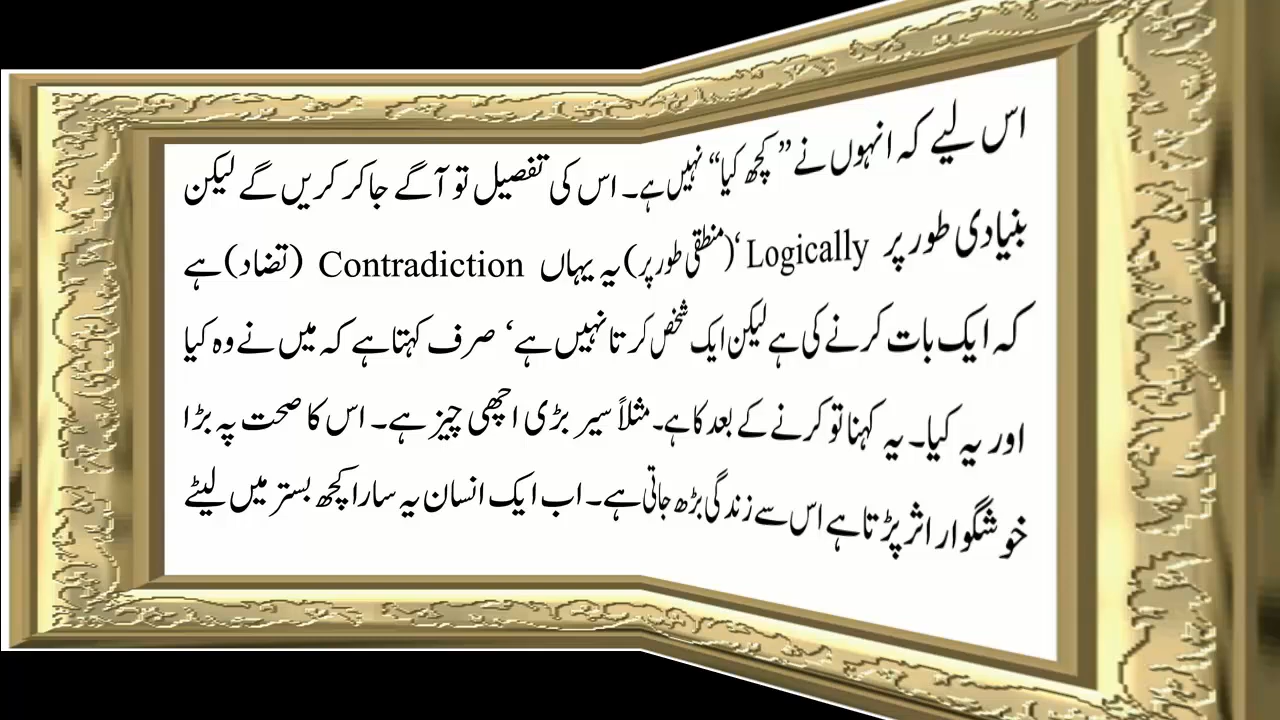 اس لیے کہ انہوں نے ”کچھ کیا“ نہیں ہے۔ اس کی تفصیل تو آگے جا کر کریں گے لیکن
بنیادی طور پر Logically ‘(منطقی طور پر) یہ یہاں Contradiction (تضاد) ہے
کہ ایک بات کرنے کی ہے لیکن ایک شخص کرتا نہیں ہے‘ صرف کہتا ہے کہ میں نے وہ کیا
اور یہ کیا۔ یہ کہنا تو کرنے کے بعد کا ہے۔ مثلاً سیر بڑی اچھی چیز ہے۔ اس کا صحت پہ بڑا
خوشگوار اثر پڑتا ہے اس سے زندگی بڑھ جاتی ہے۔ اب ایک انسان یہ سارا کچھ بستر میں لیٹے